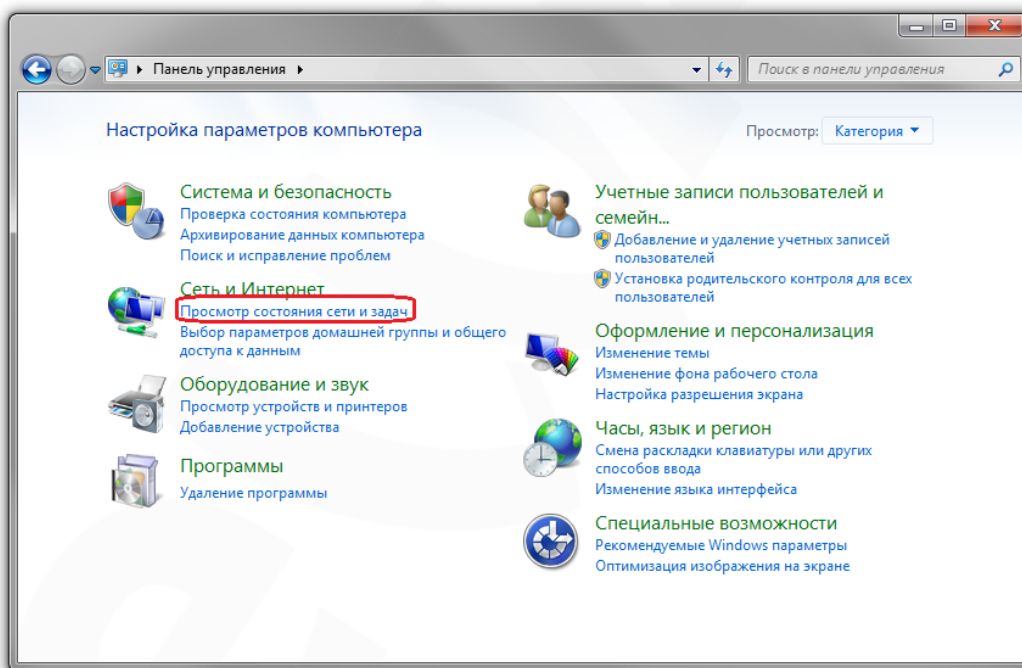 Панель управления
Поиск в панели управления
Настройка параметров компьютера
Просмотр: Категория
Система и безопасность
Проверка состояния компьютера
Архивирование данных компьютера
Поиск и исправление проблем
Сеть и Интернет
Просмотр состояния сети и задач
Выбор параметров домашней группы и общего
доступа к данным
Оборудование и звук
Просмотр устройств и принтеров
Добавление устройства
Программы
Удаление программы
Учетные записи пользователей и
семейн...
Добавление и удаление учетных записей
пользователей
Установка родительского контроля для всех
пользователей
Оформление и персонализация
Изменение темы
Изменение фона рабочего стола
Настройка разрешения экрана
Часы, язык и регион
Смена раскладки клавиатуры или других
способов ввода
Изменение языка интерфейса
Специальные возможности
Рекомендуемые Windows параметры
Оптимизация изображения на экране